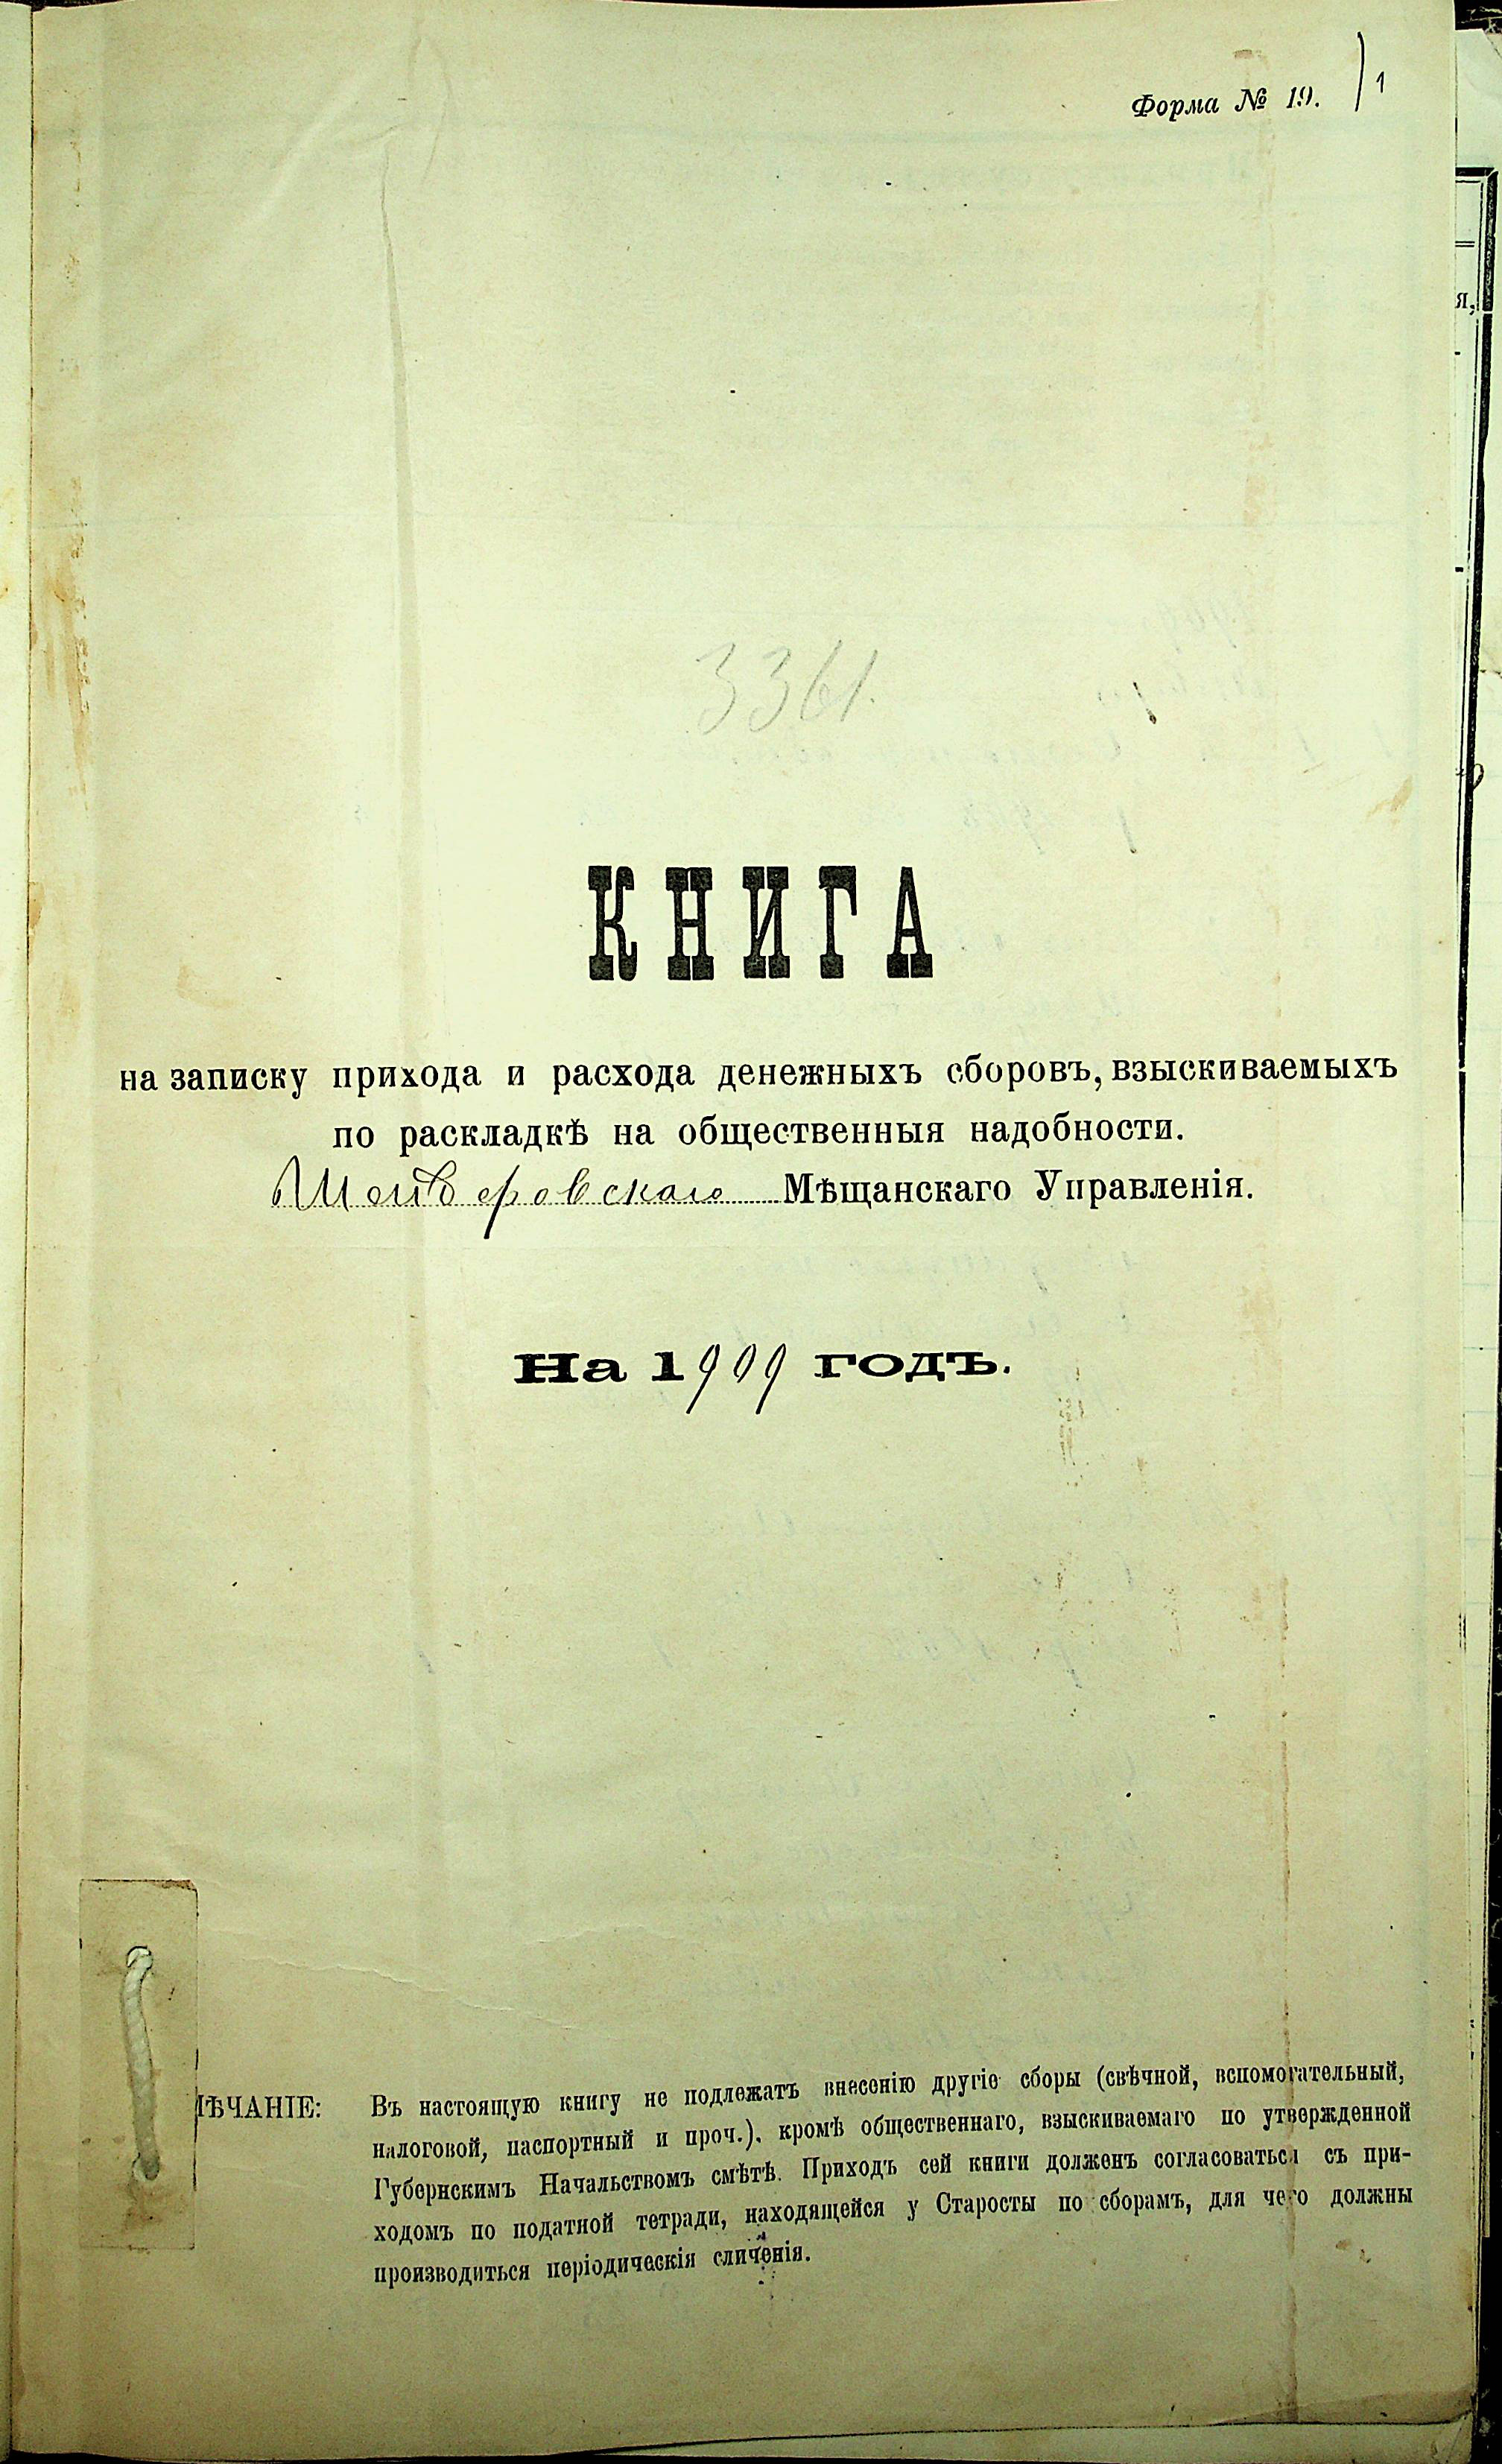 Форма № 19.
1
3361.
КНИГА
на записку прихода и расхода денежныхъ сборовъ, взыскиваемыхъ
по раскладкѣ на общественныя надобности.
Мѣщанскаго Управленія.
На 1909 годъ.
МѢЧАНІЕ: Въ настоящую книгу не подлежатъ внесенію другіе сборы (свѣчной, вспомогательный,
налоговой, паспортный и проч.), кромѣ общественнаго, взыскиваемаго по утвержденной
Губернскимъ Начальствомъ смѣтѣ. Приходъ сей книги долженъ согласоваться съ при-
ходомъ по податной тетради, находящейся у Старосты по сборамъ, для чего должны
производиться періодическія сличенія.